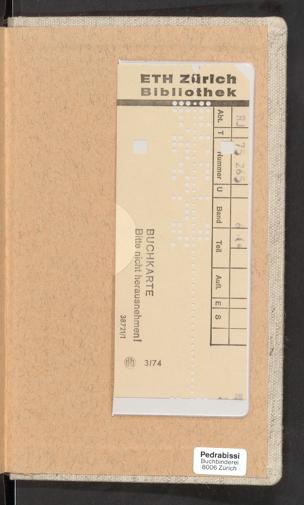 ETH Zürich
Bibliothek
Abt. T Nummer U Band Teil Aufl. E S
BUCHKARTE
Bitte nicht herausnehmen!
38721/1
3/74
Pedrabissi
Buchbinderei
8006 Zürich